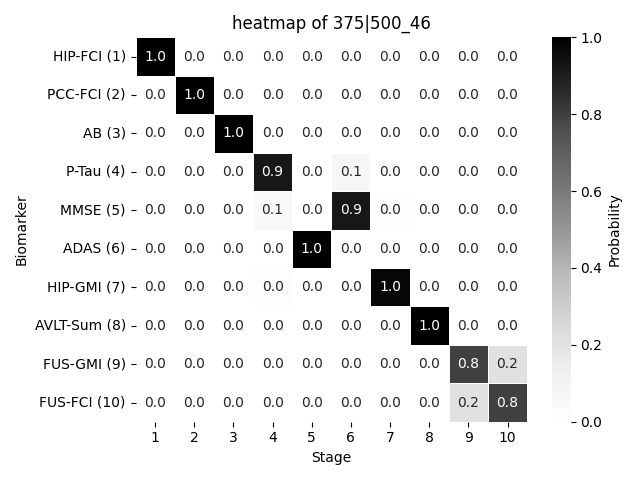 heatmap of 375|500_46
HIP-FCI (1) 1.0 0.0 0.0 0.0 0.0 0.0 0.0 0.0 0.0 0.0
PCC-FCI (2) 0.0 1.0 0.0 0.0 0.0 0.0 0.0 0.0 0.0 0.0
AB (3) 0.0 0.0 1.0 0.0 0.0 0.0 0.0 0.0 0.0 0.0
P-Tau (4) 0.0 0.0 0.0 0.9 0.0 0.1 0.0 0.0 0.0 0.0
MMSE (5) 0.0 0.0 0.0 0.1 0.0 0.9 0.0 0.0 0.0 0.0
ADAS (6) 0.0 0.0 0.0 0.0 1.0 0.0 0.0 0.0 0.0 0.0
HIP-GMI (7) 0.0 0.0 0.0 0.0 0.0 0.0 1.0 0.0 0.0 0.0
AVLT-Sum (8) 0.0 0.0 0.0 0.0 0.0 0.0 0.0 1.0 0.0 0.0
FUS-GMI (9) 0.0 0.0 0.0 0.0 0.0 0.0 0.0 0.0 0.8 0.2
FUS-FCI (10) 0.0 0.0 0.0 0.0 0.0 0.0 0.0 0.0 0.2 0.8
1 2 3 4 5 6 7 8 9 10
Stage
Biomarker
1.0
0.8
0.6
0.4
0.2
0.0
Probability